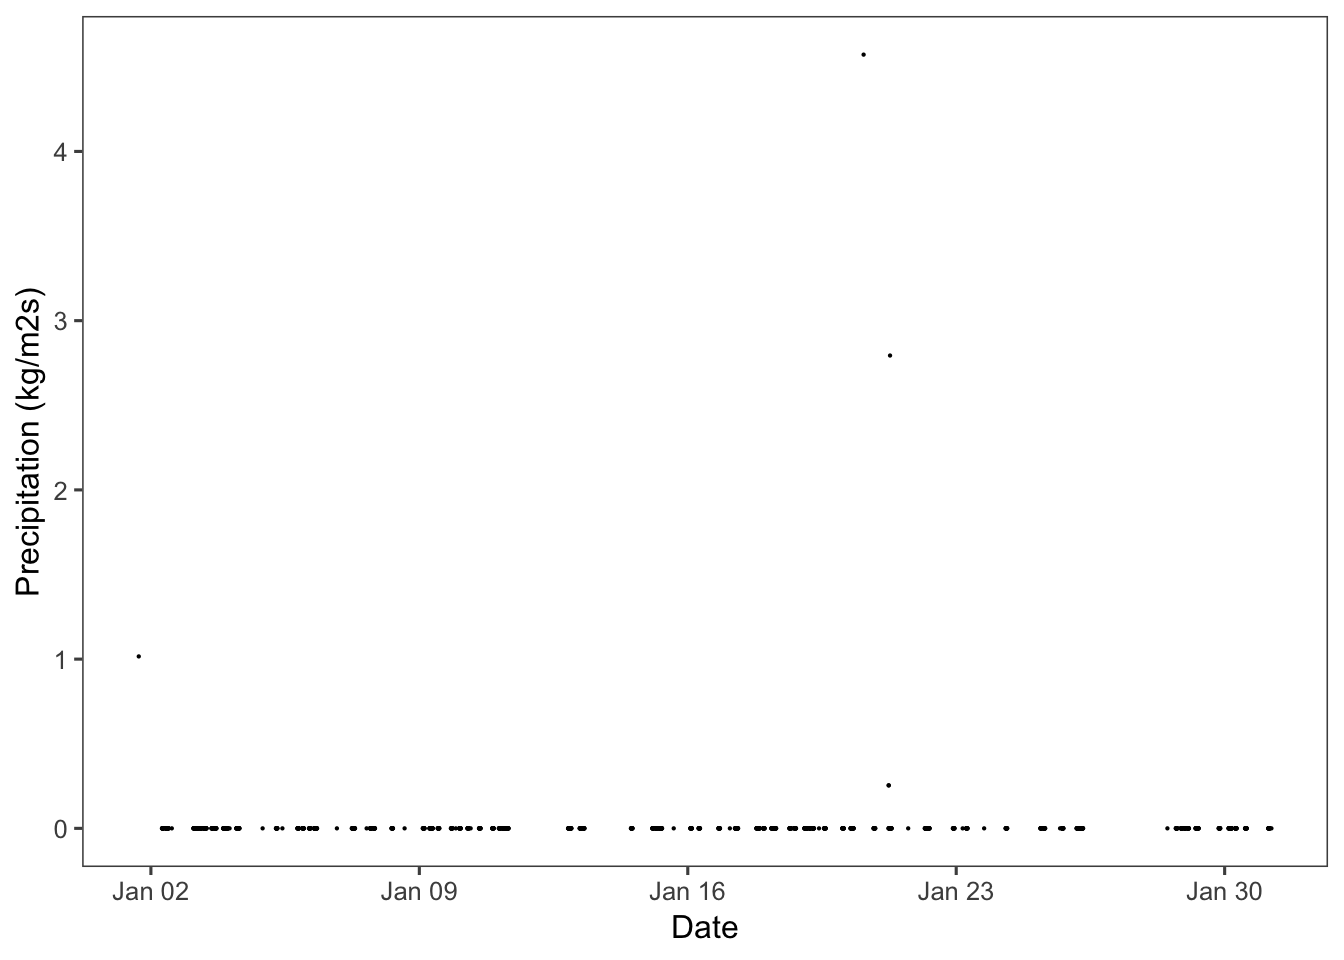 Precipitation (kg/m2s)
4
3
2
1
0
Jan 02
Jan 09
Jan 16
Jan 23
Jan 30
Date